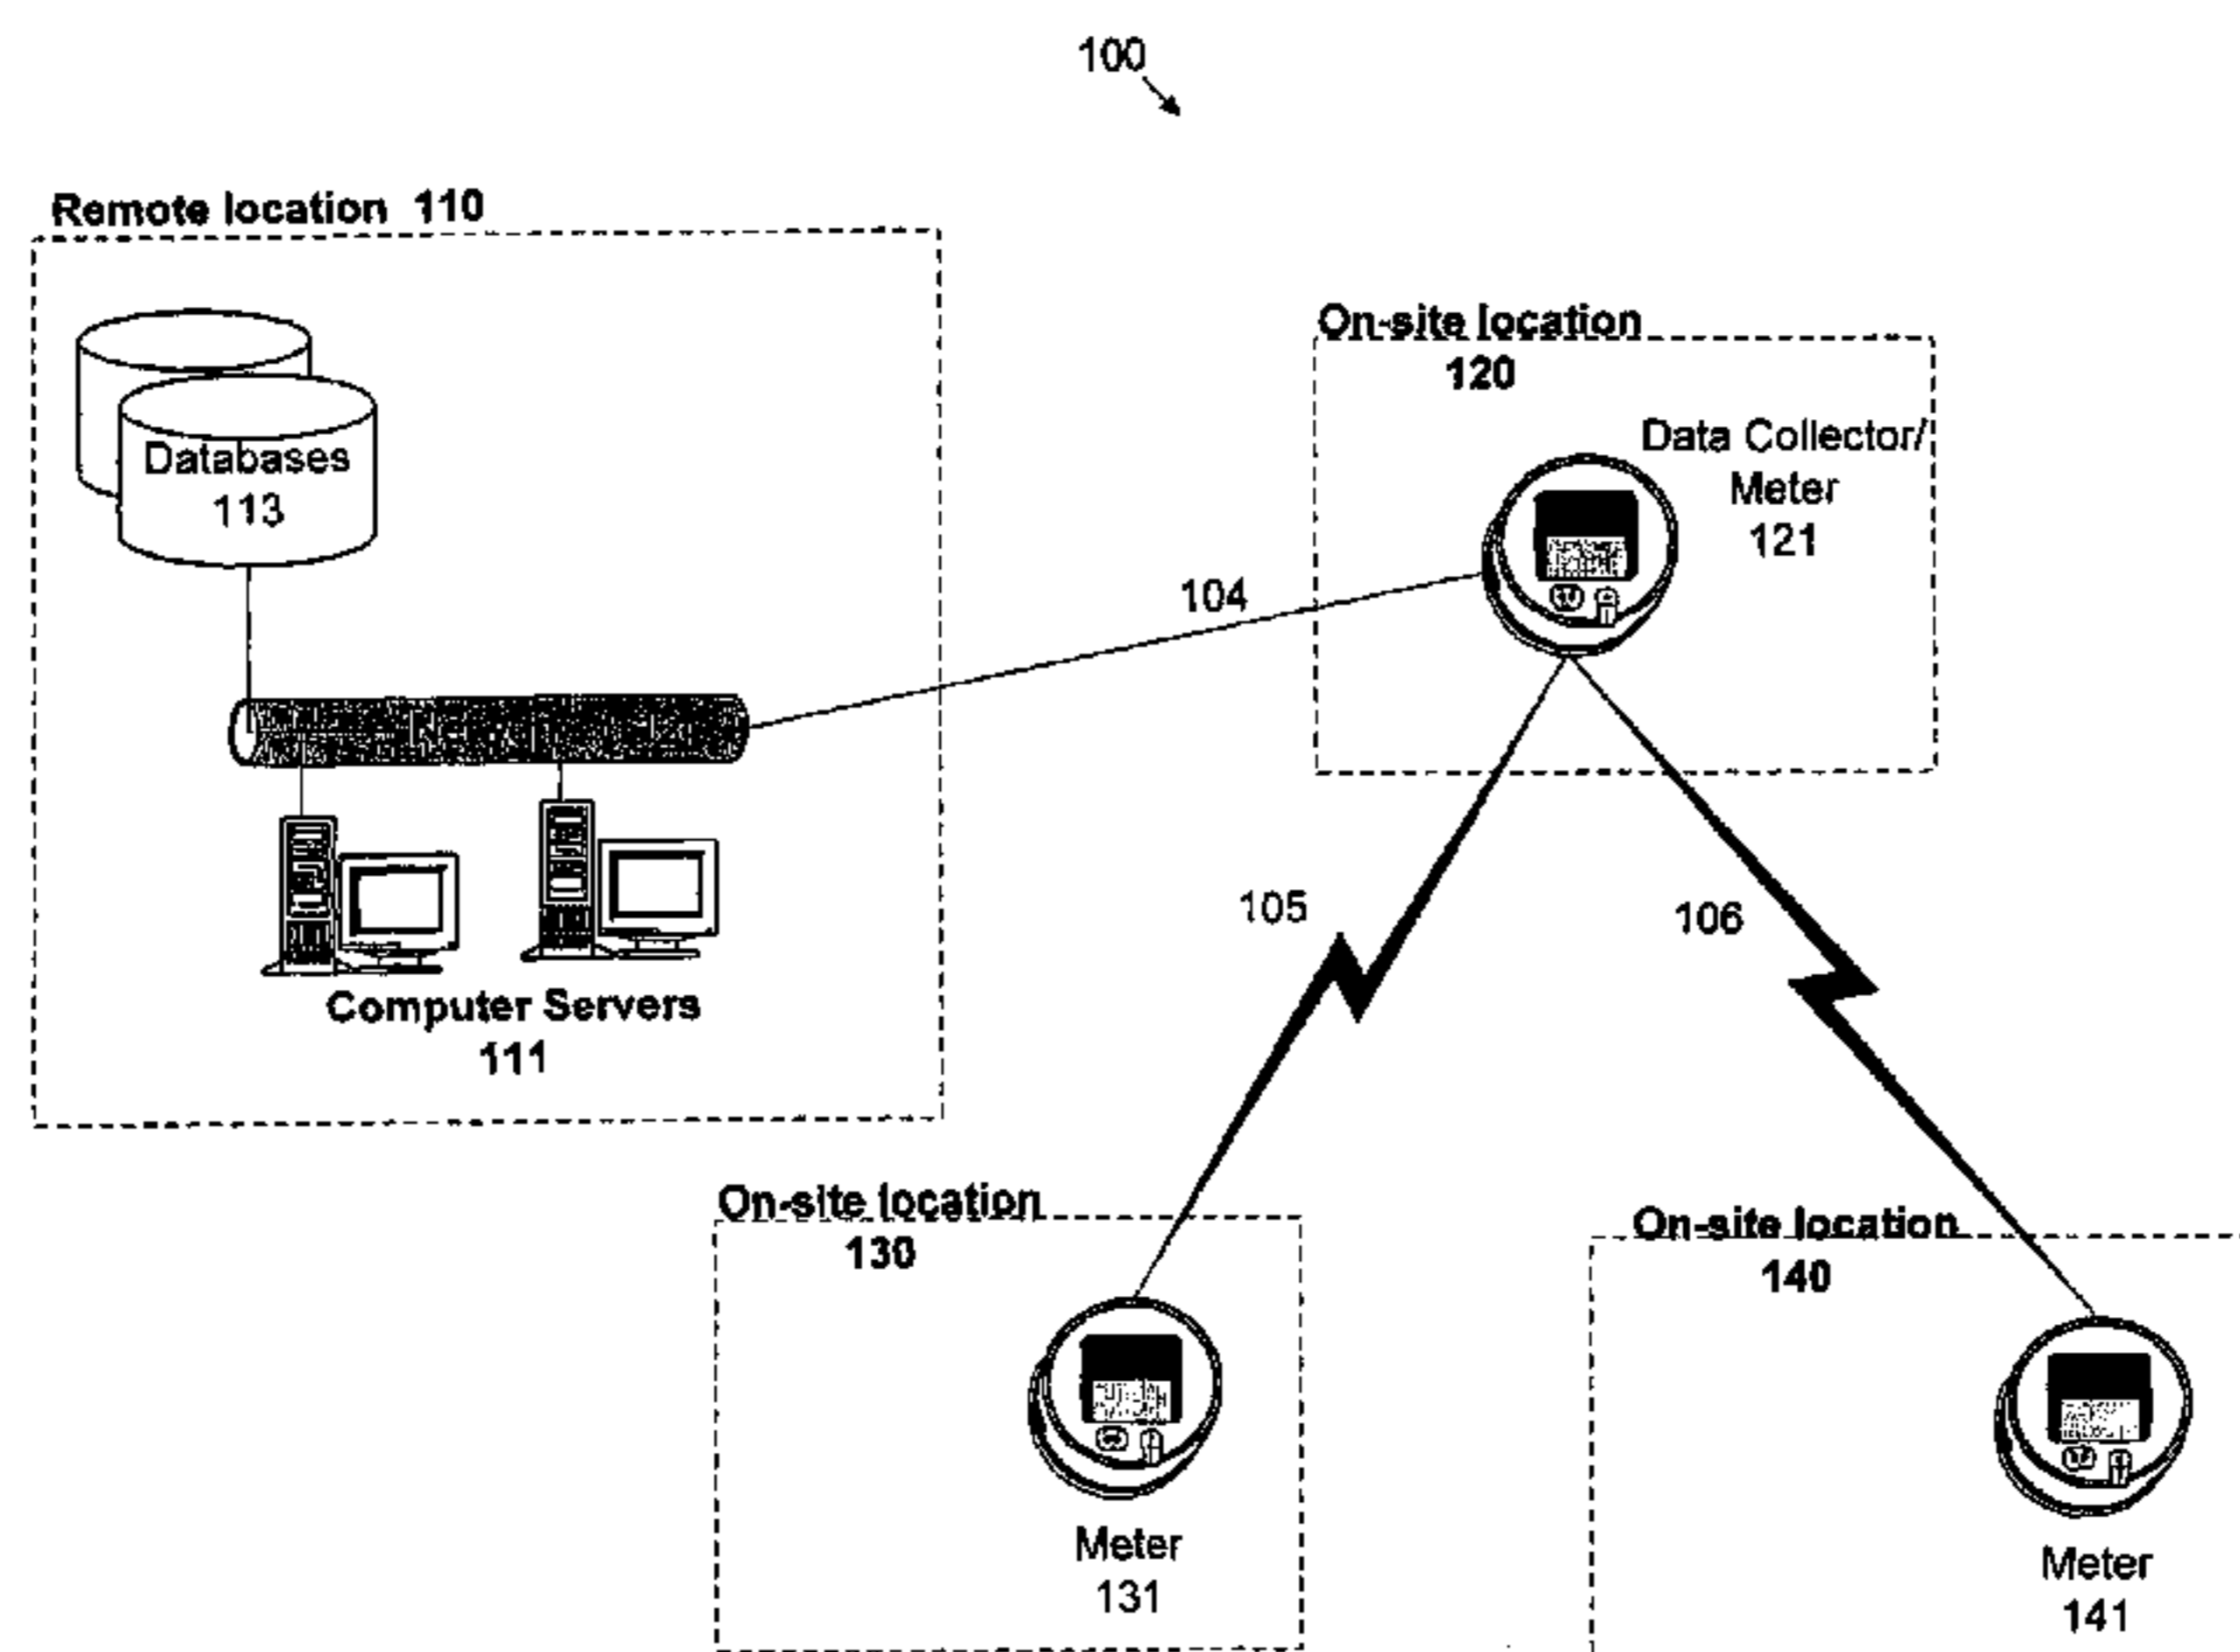 100
Remote location 110
On-site location
120
Databases
113
Data Collector/
Meter
121
104
Computer Servers
111
105
106
On-site location
130
On-site location
140
Meter
131
Meter
141